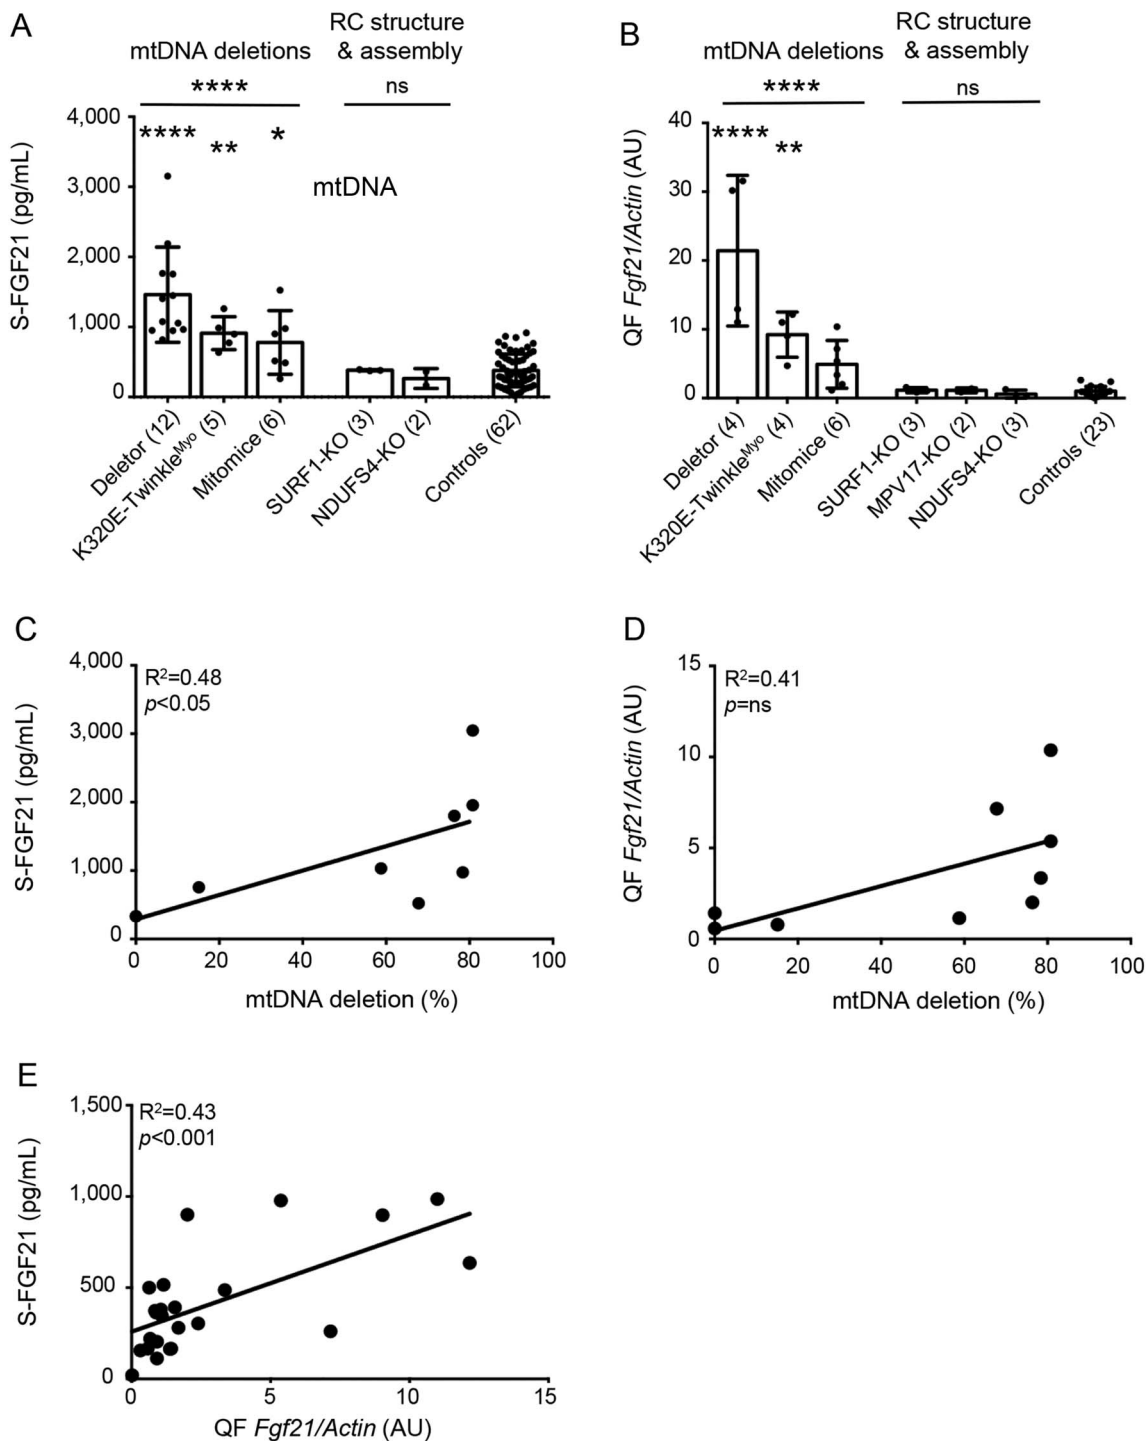 A
mtDNA deletions
RC structure
& assembly
****
ns
S-FGF21 (pg/mL)
4,000
3,000
2,000
1,000
0
****
**
*
mtDNA
Deletor (12)
K320E-Twinkleᴹʸᵒ (5)
Mitomice (6)
SURF1-KO (3)
NDUFS4-KO (2)
Controls (62)
B
mtDNA deletions
RC structure
& assembly
****
ns
QF Fgf21/Actin (AU)
40
30
20
10
0
****
**
Deletor (4)
K320E-Twinkleᴹʸᵒ (4)
Mitomice (6)
SURF1-KO (3)
MPV17-KO (2)
NDUFS4-KO (3)
Controls (23)
C
S-FGF21 (pg/mL)
4,000
3,000
2,000
1,000
0
R²=0.48
p<0.05
0 20 40 60 80 100
mtDNA deletion (%)
D
QF Fgf21/Actin (AU)
15
10
5
0
R²=0.41
p=ns
0 20 40 60 80 100
mtDNA deletion (%)
E
S-FGF21 (pg/mL)
1,500
1,000
500
0
R²=0.43
p<0.001
0 5 10 15
QF Fgf21/Actin (AU)